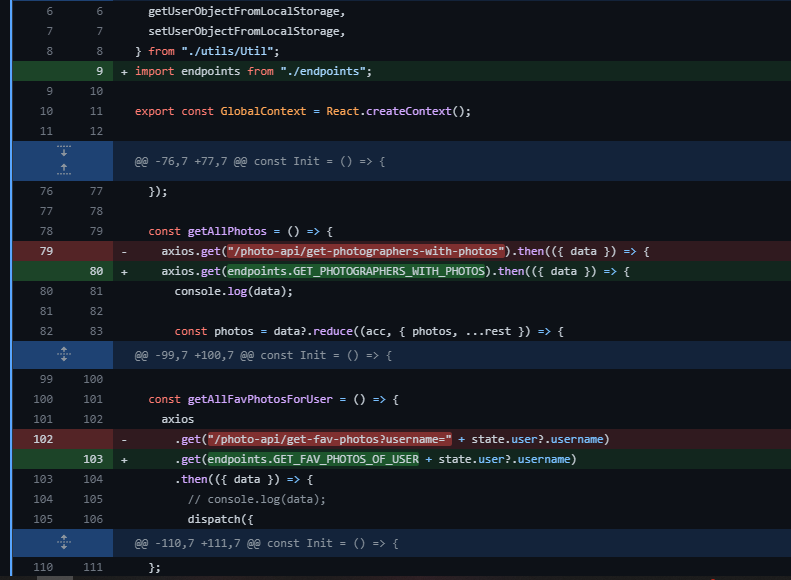 6 6 getUserObjectFromLocalStorage,
7 7 setUserObjectFromLocalStorage,
8 8 } from "./utils/Util";
9 + import endpoints from "./endpoints";
9 10
10 11 export const GlobalContext = React.createContext();
11 12
@@ -76,7 +77,7 @@ const Init = () => {
76 77 });
77 78
78 79 const getAllPhotos = () => {
79 - axios.get("/photo-api/get-photographers-with-photos").then(({ data }) => {
80 + axios.get(endpoints.GET_PHOTOGRAPHERS_WITH_PHOTOS).then(({ data }) => {
80 81 console.log(data);
81 82
82 83 const photos = data?.reduce((acc, { photos, ...rest }) => {
@@ -99,7 +100,7 @@ const Init = () => {
99 100
100 101 const getAllFavPhotosForUser = () => {
101 102 axios
102 - .get("/photo-api/get-fav-photos?username=" + state.user?.username)
103 + .get(endpoints.GET_FAV_PHOTOS_OF_USER + state.user?.username)
103 104 .then(({ data }) => {
104 105 // console.log(data);
105 106 dispatch({
@@ -110,7 +111,7 @@ const Init = () => {
110 111 };